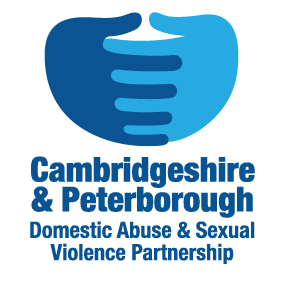 Cambridgeshire
& Peterborough
Domestic Abuse & Sexual
Violence Partnership